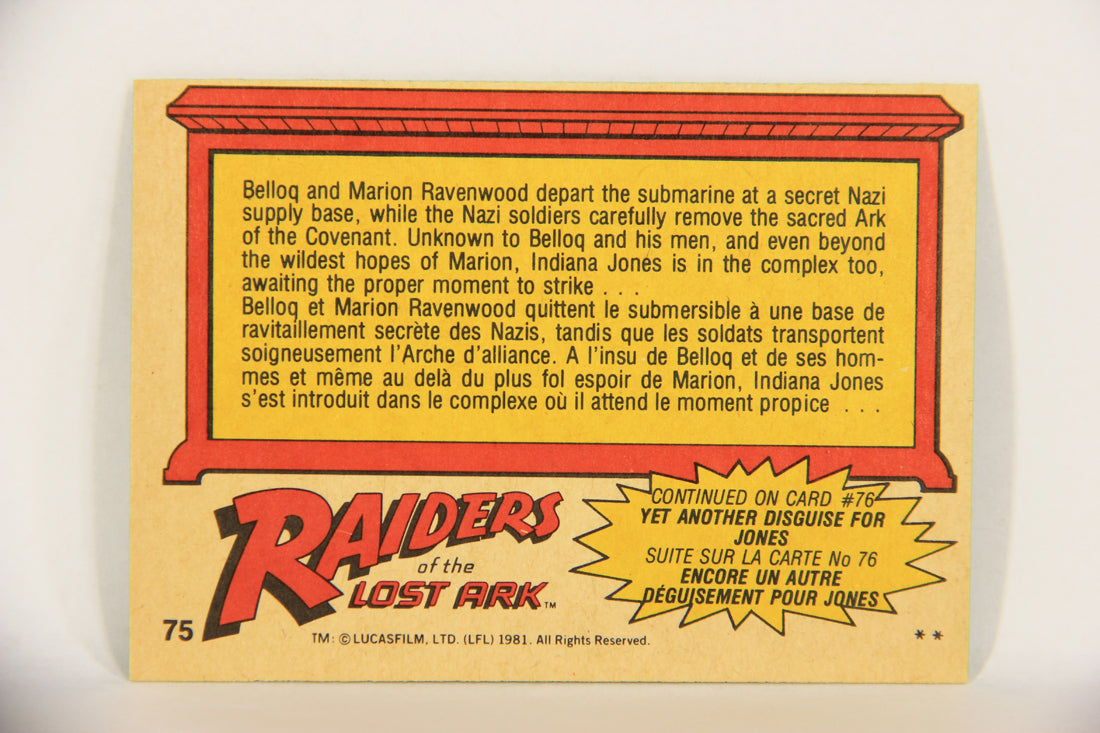 Belloq and Marion Ravenwood depart the submarine at a secret Nazi
supply base, while the Nazi soldiers carefully remove the sacred Ark
of the Covenant. Unknown to Belloq and his men, and even beyond
the wildest hopes of Marion, Indiana Jones is in the complex too,
awaiting the proper moment to strike . . .
Belloq et Marion Ravenwood quittent le submersible à une base de
ravitaillement secrète des Nazis, tandis que les soldats transportent
soigneusement l'Arche d'alliance. A l'insu de Belloq et de ses hom-
mes et même au delà du plus fol espoir de Marion, Indiana Jones
s'est introduit dans le complexe où il attend le moment propice . . .
RAIDERS
of the
LOST ARK™
CONTINUED ON CARD #76
YET ANOTHER DISGUISE FOR
JONES
SUITE SUR LA CARTE No 76
ENCORE UN AUTRE
DÉGUISEMENT POUR JONES
75
TM: © LUCASFILM, LTD. (LFL) 1981. All Rights Reserved.
* *